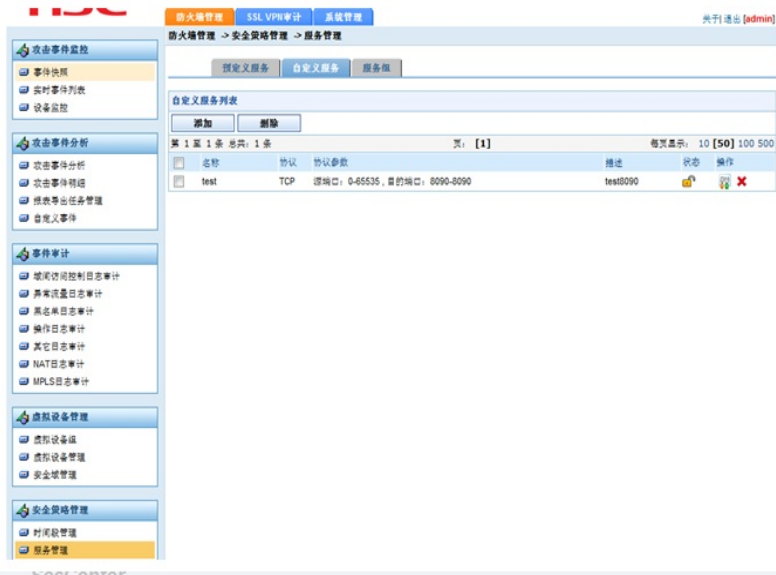 防火墙管理 SSL VPN审计 系统管理
关于| 退出 [admin]
防火墙管理 -> 安全策略管理 -> 服务管理
预定义服务 自定义服务 服务组
自定义服务列表
添加 删除
第 1 至 1 条 总共: 1 条 页: [1] 每页显示: 10 [50] 100 500
名称 协议 协议参数 描述 状态 操作
test TCP 源端口: 0-65535 , 目的端口: 8090-8090 test8090
攻击事件监控
事件快照
实时事件列表
设备监控
攻击事件分析
攻击事件分析
攻击事件明细
报表导出任务管理
自定义事件
事件审计
域间访问控制日志审计
异常流量日志审计
黑名单日志审计
操作日志审计
其它日志审计
NAT日志审计
MPLS日志审计
虚拟设备管理
虚拟设备组
虚拟设备管理
安全域管理
安全策略管理
时间段管理
服务管理